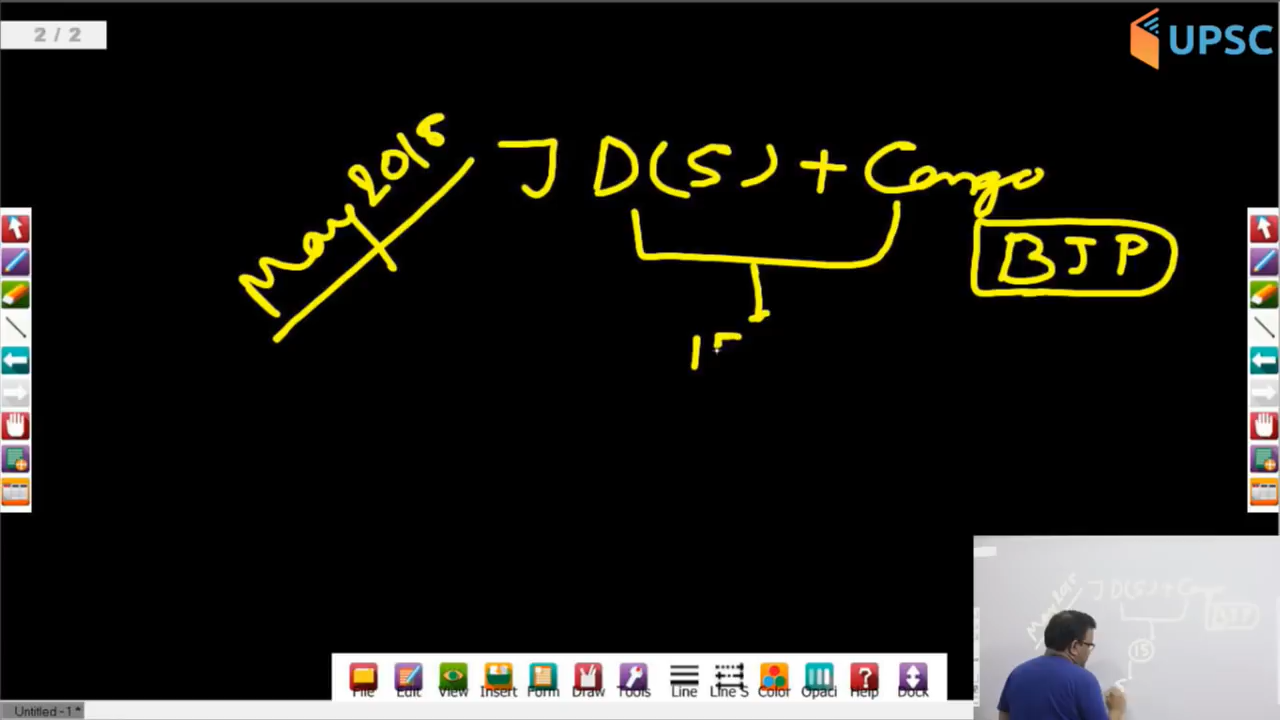 2 / 2
UPSC
May 2018
J D(S) + Congo
BJP
15
File Edit View Insert Form Draw Tools Line Line S Color Opaci Help Dock
Untitled - 1 *